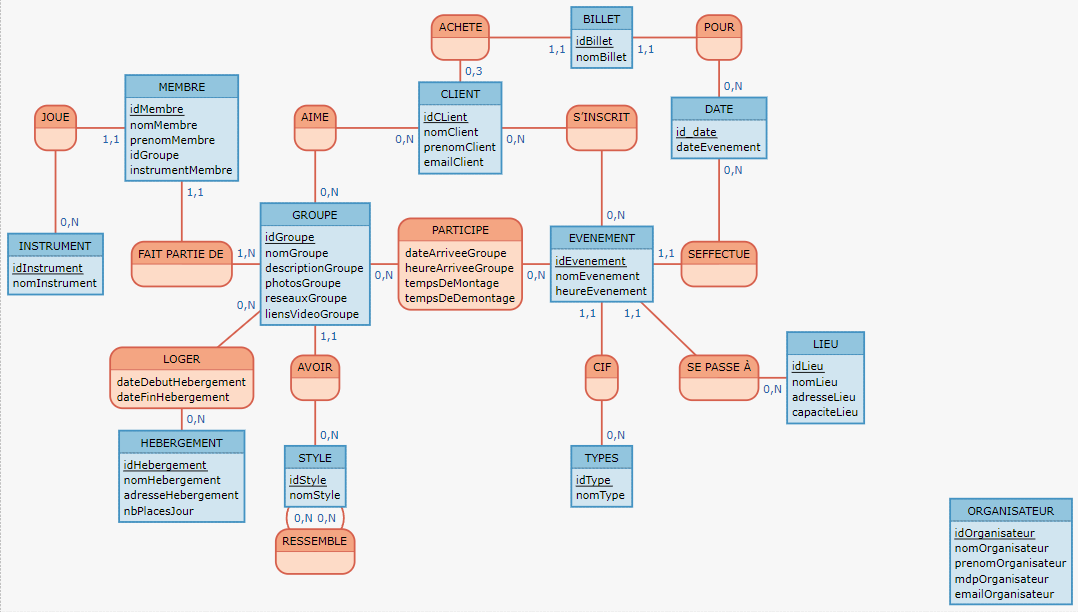 ACHETE
BILLET
idBillet
nomBillet
POUR
1,1
1,1
0,3
0,N
MEMBRE
idMembre
nomMembre
prenomMembre
idGroupe
instrumentMembre
JOUE
1,1
1,1
0,N
AIME
0,N
0,N
CLIENT
idCLient
nomClient
prenomClient
emailClient
0,N
S'INSCRIT
0,N
DATE
id_date
dateEvenement
0,N
INSTRUMENT
idInstrument
nomInstrument
FAIT PARTIE DE
1,N
GROUPE
idGroupe
nomGroupe
descriptionGroupe
photosGroupe
reseauxGroupe
liensVideoGroupe
0,N
PARTICIPE
dateArriveeGroupe
heureArriveeGroupe
tempsDeMontage
tempsDeDemontage
0,N
EVENEMENT
idEvenement
nomEvenement
heureEvenement
1,1
SEFFECTUE
0,N
1,1
1,1
1,1
LOGER
dateDebutHebergement
dateFinHebergement
0,N
AVOIR
0,N
CIF
0,N
SE PASSE À
0,N
LIEU
idLieu
nomLieu
adresseLieu
capaciteLieu
HEBERGEMENT
idHebergement
nomHebergement
adresseHebergement
nbPlacesJour
STYLE
idStyle
nomStyle
0,N 0,N
RESSEMBLE
TYPES
idType
nomType
ORGANISATEUR
idOrganisateur
nomOrganisateur
prenomOrganisateur
mdpOrganisateur
emailOrganisateur